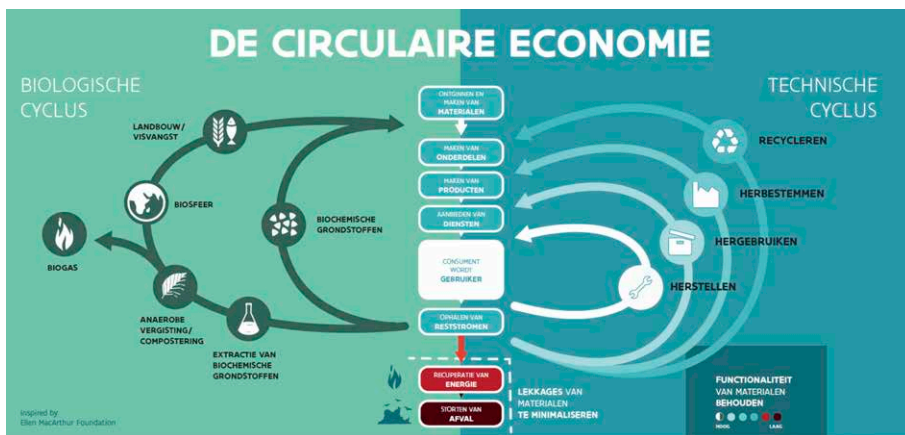 DE CIRCULAIRE ECONOMIE
BIOLOGISCHE
CYCLUS
TECHNISCHE
CYCLUS
LANDBOUW/
VISVANGST
BIOSFEER
BIOGAS
ANAEROBE
VERGISTING/
COMPOSTERING
EXTRACTIE VAN
BIOCHEMISCHE
GRONDSTOFFEN
BIOCHEMISCHE
GRONDSTOFFEN
ONTGINNEN EN
MAKEN VAN
MATERIALEN
MAKEN VAN
ONDERDELEN
MAKEN VAN
PRODUCTEN
AANBIEDEN VAN
DIENSTEN
CONSUMENT
WORDT
GEBRUIKER
OPHALEN VAN
RESTSTROMEN
RECUPERATIE VAN
ENERGIE
STORTEN VAN
AFVAL
RECYCLEREN
HERBESTEMMEN
HERGEBRUIKEN
HERSTELLEN
LEKKAGES VAN
MATERIALEN
TE MINIMALISEREN
FUNCTIONALITEIT
VAN MATERIALEN
BEHOUDEN
HOOG LAAG
Inspired by
Ellen MacArthur Foundation